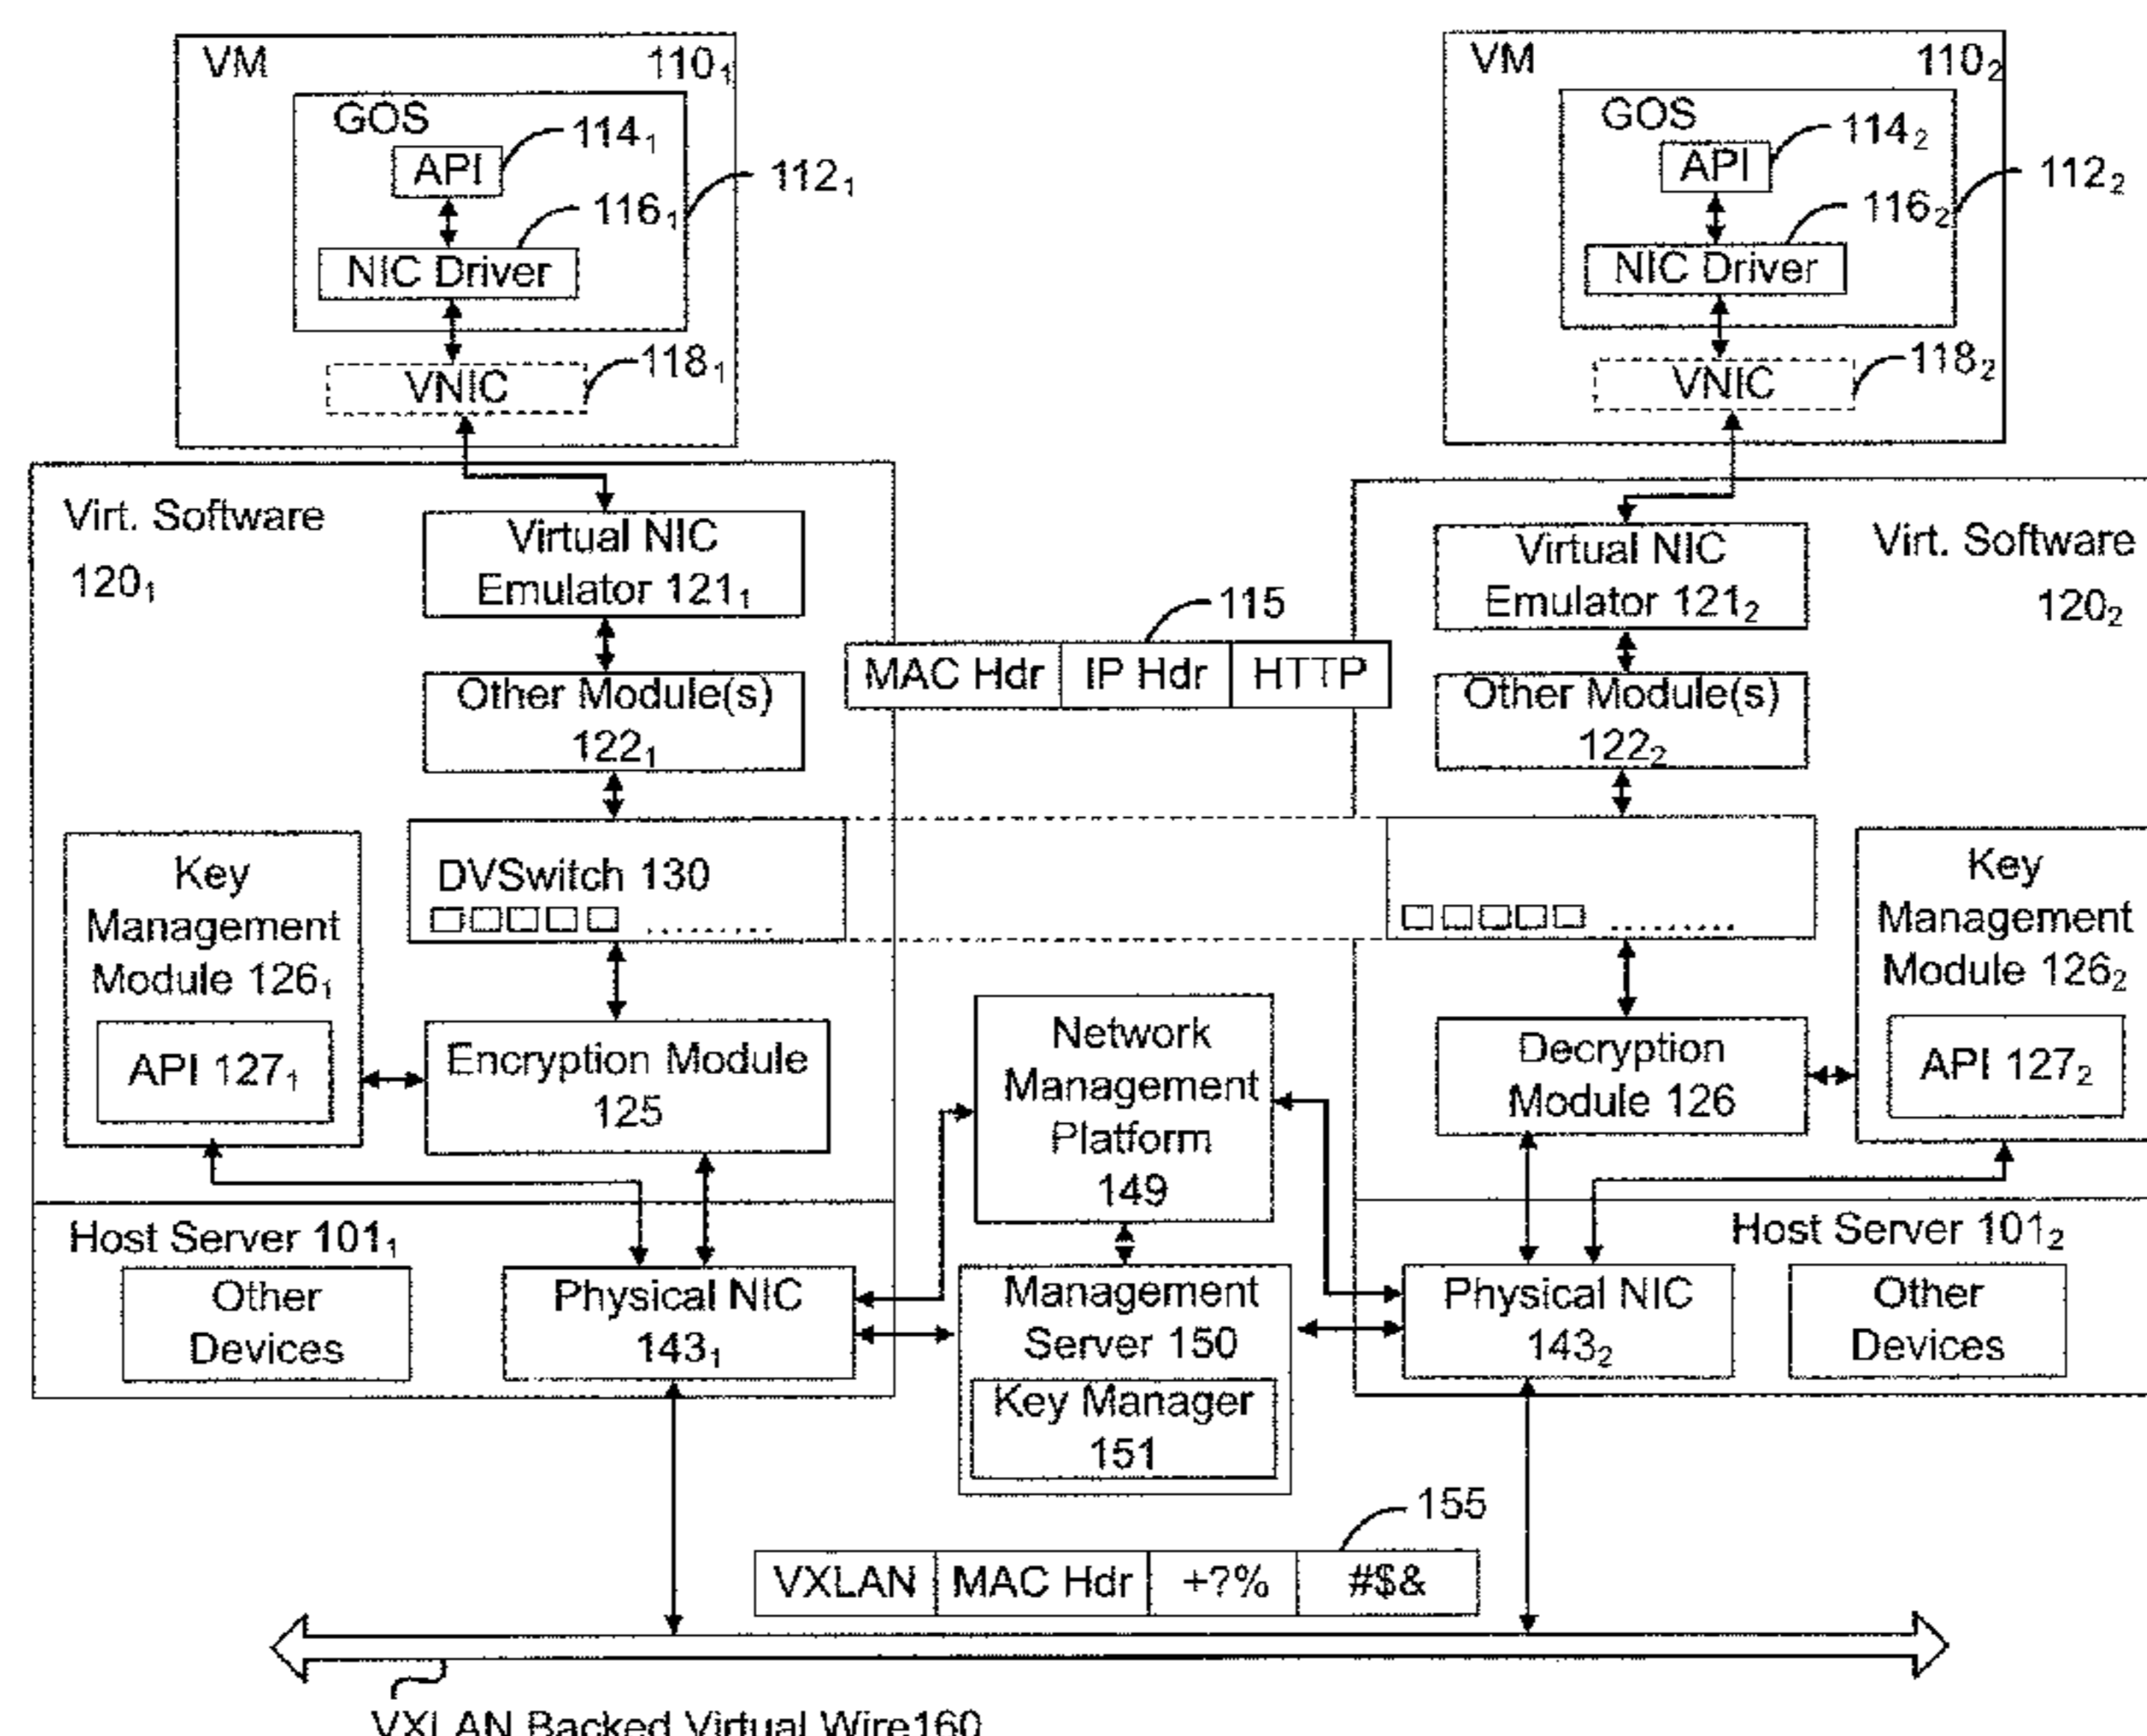 VM
110₁
GOS
114₁
API
112₁
116₁
NIC Driver
118₁
VNIC
VM
110₂
GOS
114₂
API
112₂
116₂
NIC Driver
118₂
VNIC
Virt. Software
120₁
Virtual NIC
Emulator 121₁
Other Module(s)
122₁
115
MAC Hdr
IP Hdr
HTTP
Virtual NIC
Emulator 121₂
Virt. Software
120₂
Other Module(s)
122₂
Key
Management
Module 126₁
API 127₁
DVSwitch 130
Encryption Module
125
Network
Management
Platform
149
Decryption
Module 126
Key
Management
Module 126₂
API 127₂
Host Server 101₁
Other
Devices
Physical NIC
143₁
Management
Server 150
Key Manager
151
Host Server 101₂
Physical NIC
143₂
Other
Devices
155
VXLAN
MAC Hdr
+?%
#$&
VXLAN Backed Virtual Wire160